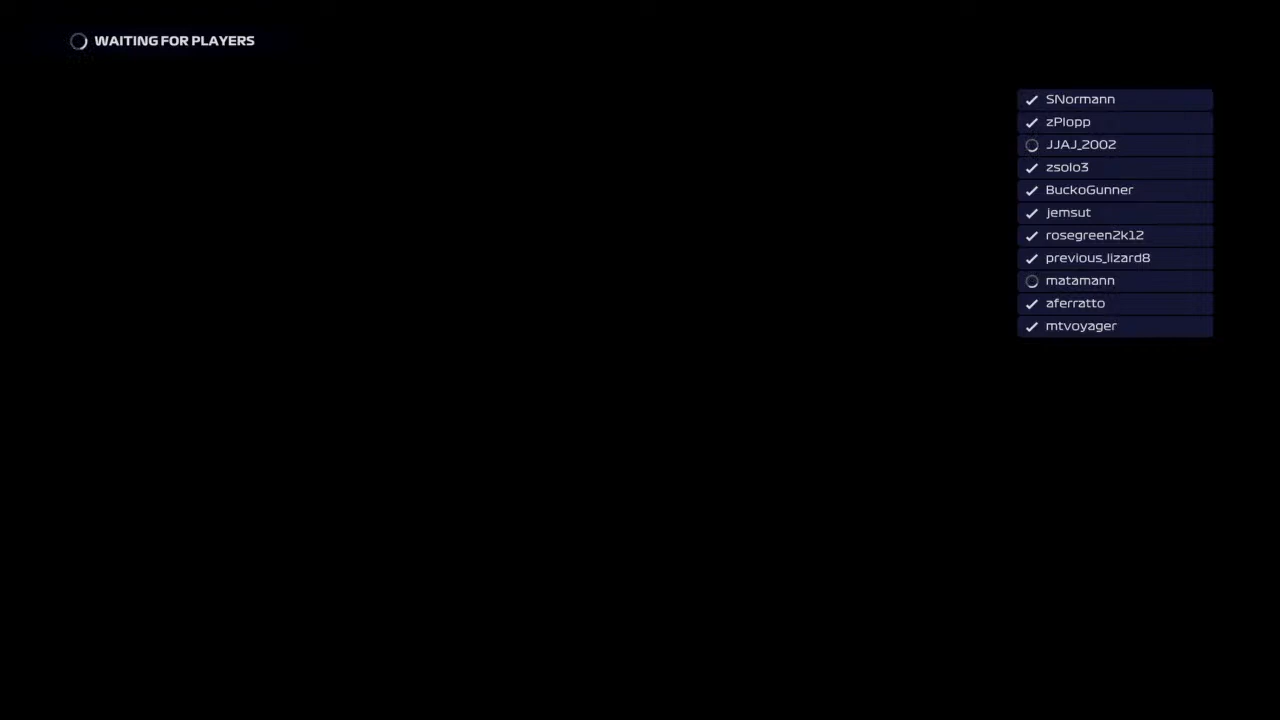 WAITING FOR PLAYERS
SNormann
zPlopp
JJAJ_2002
zsolo3
BuckoGunner
jemsut
rosegreen2k12
previous_lizard8
matamann
aferratto
mtvoyager